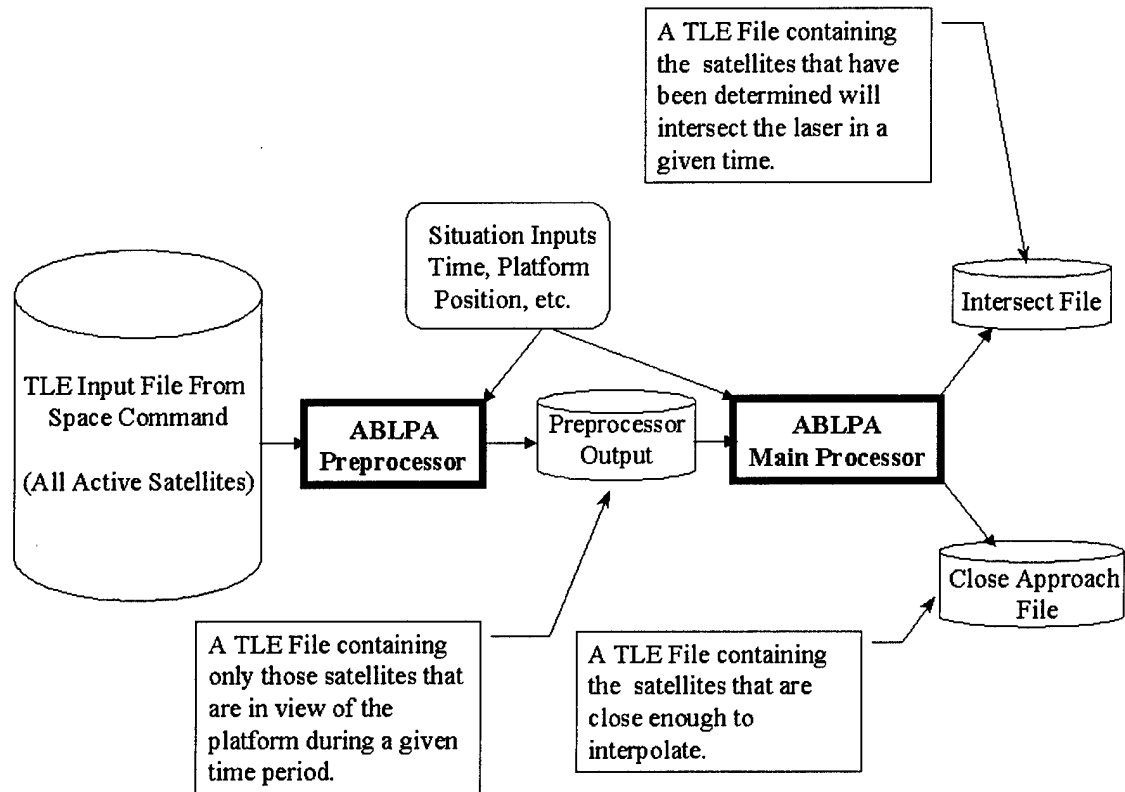 A TLE File containing
the satellites that have
been determined will
intersect the laser in a
given time.
Situation Inputs
Time, Platform
Position, etc.
Intersect File
TLE Input File From
Space Command
(All Active Satellites)
ABLPA
Preprocessor
Preprocessor
Output
ABLPA
Main Processor
Close Approach
File
A TLE File containing
only those satellites that
are in view of the
platform during a given
time period.
A TLE File containing
the satellites that are
close enough to
interpolate.